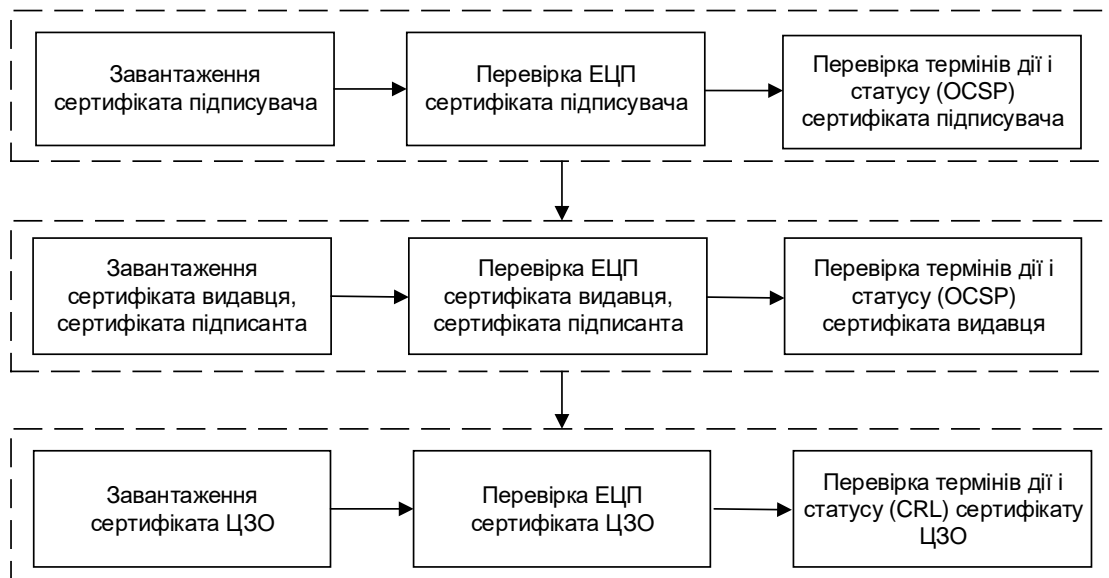 Завантаження
сертифіката підписувача
Перевірка ЕЦП
сертифіката підписувача
Перевірка термінів дії і
статусу (OCSP)
сертифіката підписувача
Завантаження
сертифіката видавця,
сертифіката підписанта
Перевірка ЕЦП
сертифіката видавця,
сертифіката підписанта
Перевірка термінів дії і
статусу (OCSP)
сертифіката видавця
Завантаження
сертифіката ЦЗО
Перевірка ЕЦП
сертифіката ЦЗО
Перевірка термінів дії і
статусу (CRL) сертифікату
ЦЗО